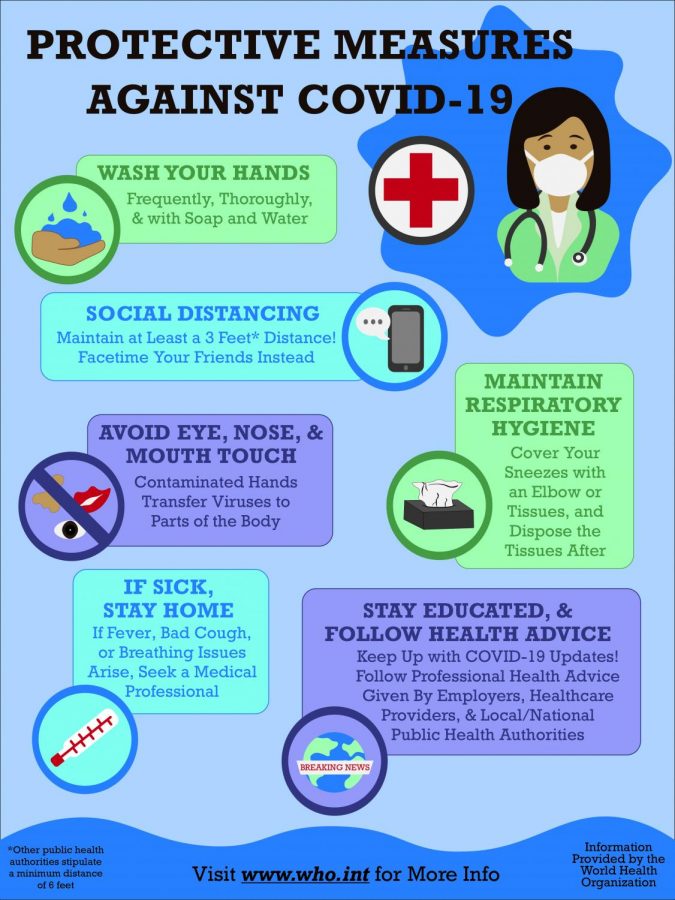 PROTECTIVE MEASURES
AGAINST COVID-19
WASH YOUR HANDS
Frequently, Thoroughly,
& with Soap and Water
SOCIAL DISTANCING
Maintain at Least a 3 Feet* Distance!
Facetime Your Friends Instead
MAINTAIN
RESPIRATORY
HYGIENE
Cover Your
Sneezes with
an Elbow or
Tissues, and
Dispose the
Tissues After
AVOID EYE, NOSE, &
MOUTH TOUCH
Contaminated Hands
Transfer Viruses to
Parts of the Body
IF SICK,
STAY HOME
If Fever, Bad Cough,
or Breathing Issues
Arise, Seek a Medical
Professional
STAY EDUCATED, &
FOLLOW HEALTH ADVICE
Keep Up with COVID-19 Updates!
Follow Professional Health Advice
Given By Employers, Healthcare
Providers, & Local/National
Public Health Authorities
BREAKING NEWS
*Other public health
authorities stipulate
a minimum distance
of 6 feet
Visit www.who.int for More Info
Information
Provided by the
World Health
Organization